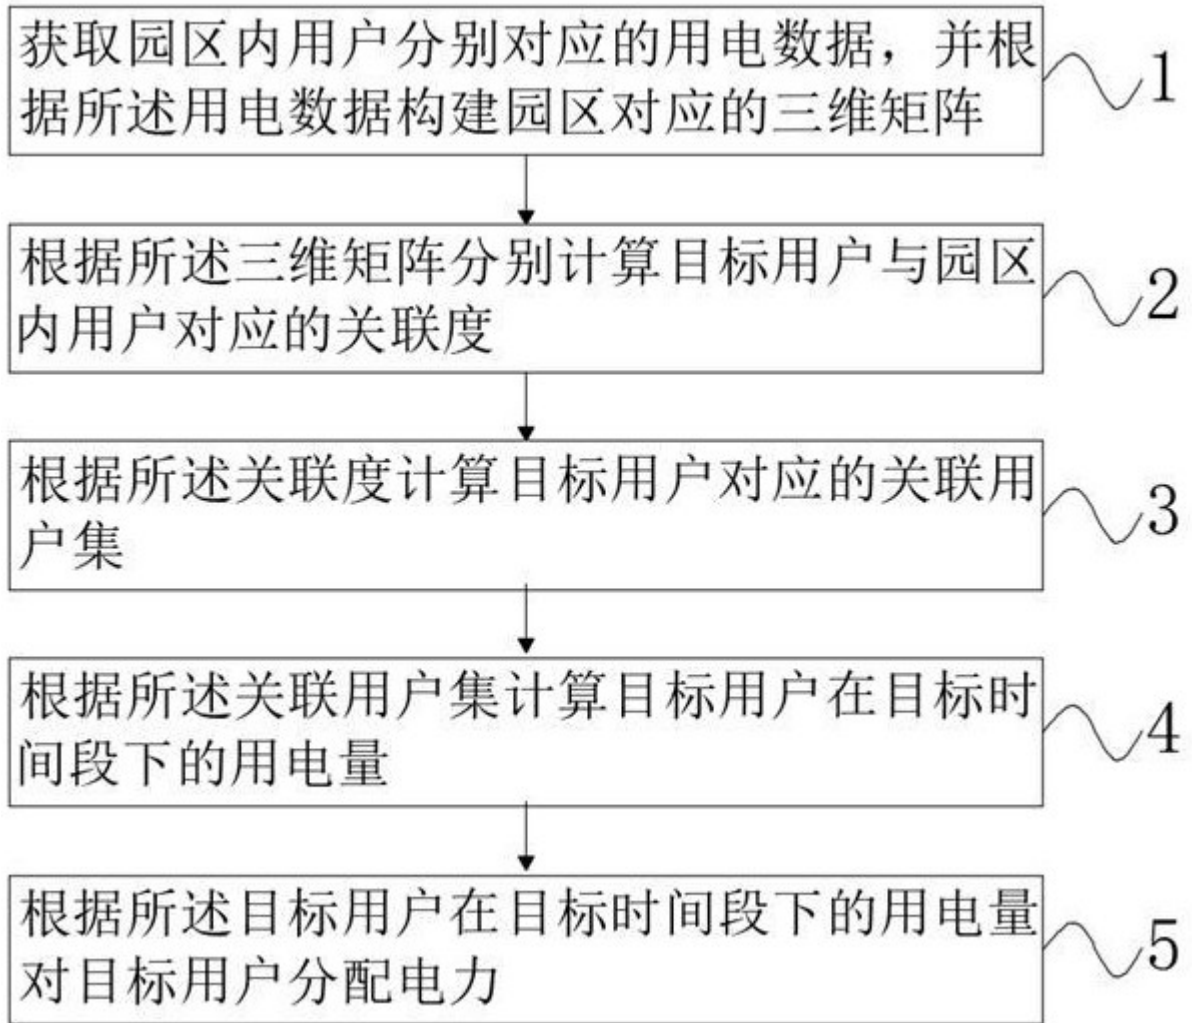 获取园区内用户分别对应的用电数据，并根
据所述用电数据构建园区对应的三维矩阵
1
根据所述三维矩阵分别计算目标用户与园区
内用户对应的关联度
2
根据所述关联度计算目标用户对应的关联用
户集
3
根据所述关联用户集计算目标用户在目标时
间段下的用电量
4
根据所述目标用户在目标时间段下的用电量
对目标用户分配电力
5